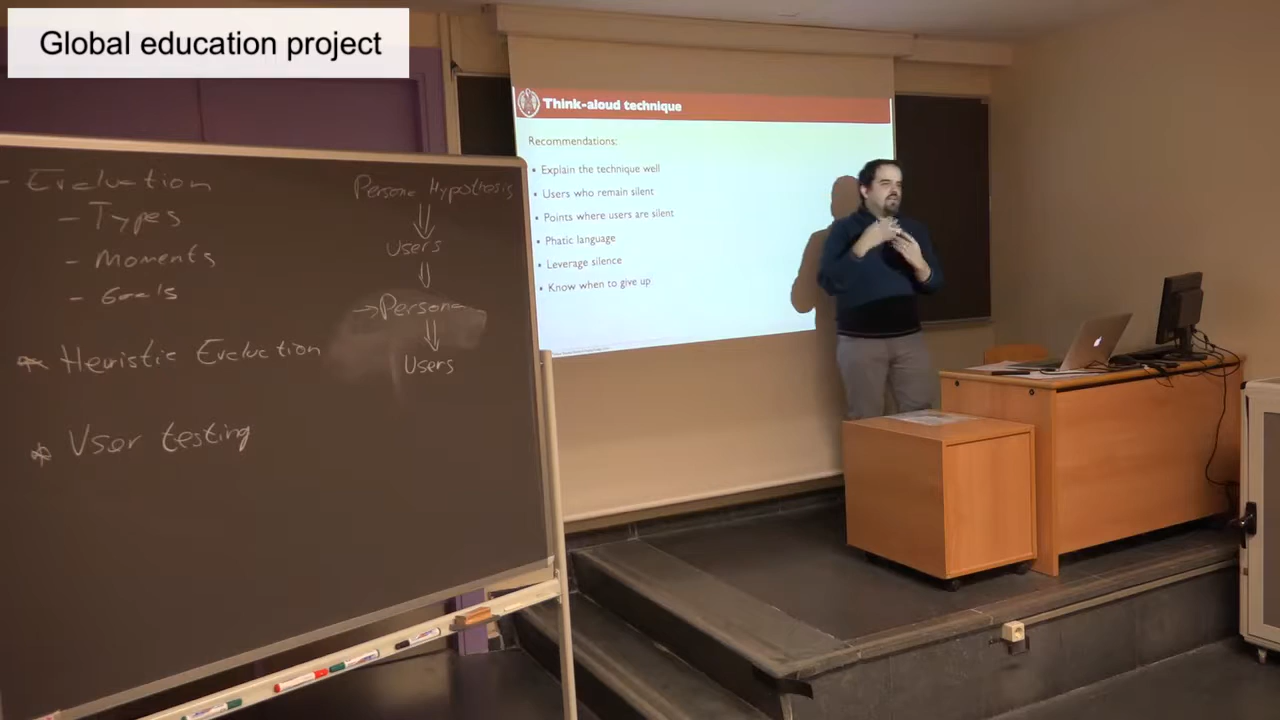 Global education project
- Evaluation
- Types
- Moments
- Goals
* Heuristic Evaluation
* User testing
Persona Hypothesis
⇓
Users
⇓
→ Persona
⇓
Users
Think-aloud technique
Recommendations:
• Explain the technique well
• Users who remain silent
• Points where users are silent
• Phatic language
• Leverage silence
• Know when to give up